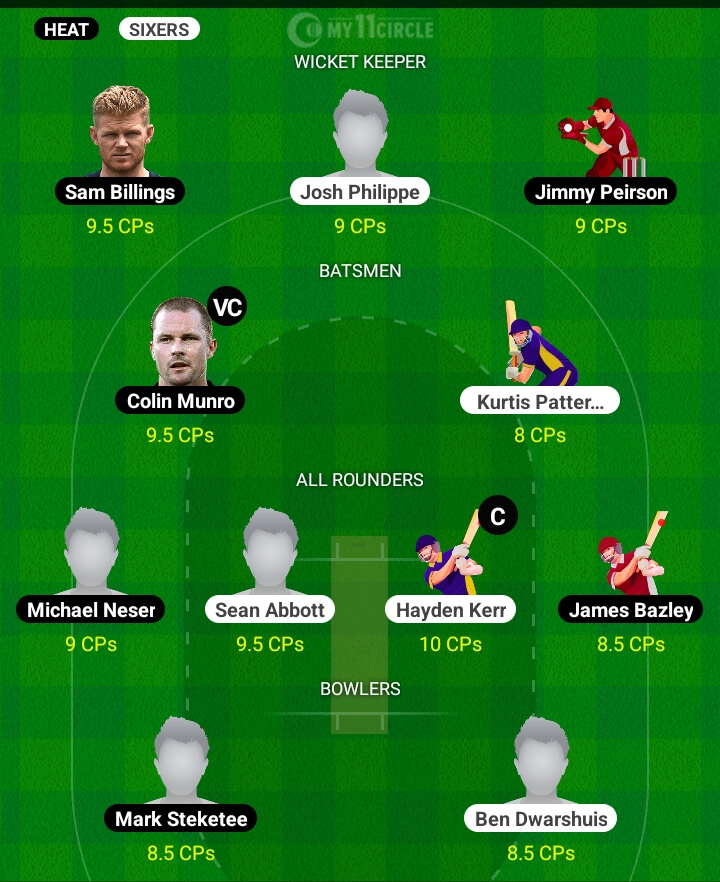 HEAT SIXERS MY11CIRCLE
WICKET KEEPER
Sam Billings Josh Philippe Jimmy Peirson
9.5 CPs 9 CPs 9 CPs
BATSMEN
VC
Colin Munro Kurtis Patter...
9.5 CPs 8 CPs
ALL ROUNDERS
C
Michael Neser Sean Abbott Hayden Kerr James Bazley
9 CPs 9.5 CPs 10 CPs 8.5 CPs
BOWLERS
Mark Steketee Ben Dwarshuis
8.5 CPs 8.5 CPs